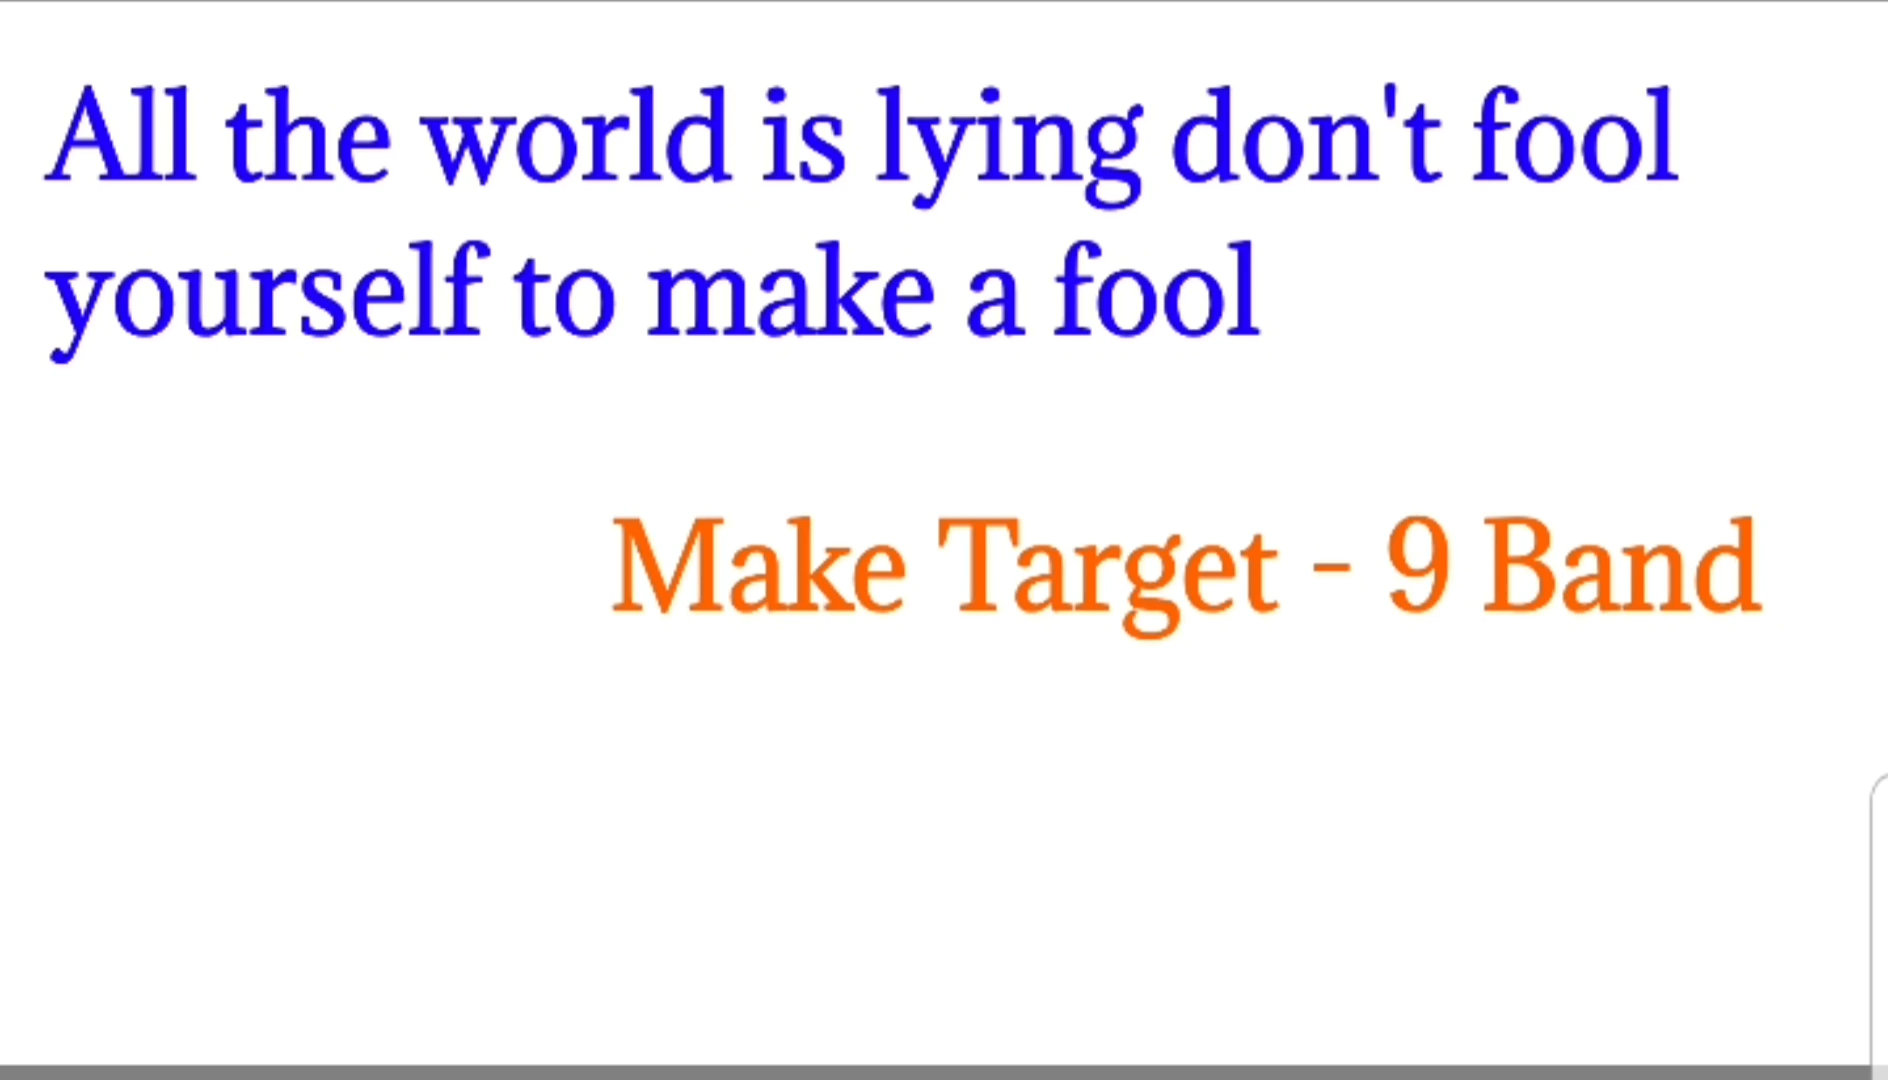 All the world is lying don't fool
yourself to make a fool
Make Target - 9 Band